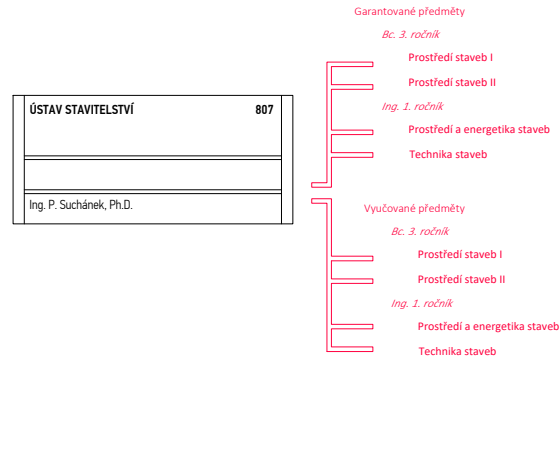 ÚSTAV STAVITELSTVÍ 807
Ing. P. Suchánek, Ph.D.
Garantované předměty
Bc. 3. ročník
Prostředí staveb I
Prostředí staveb II
Ing. 1. ročník
Prostředí a energetika staveb
Technika staveb
Vyučované předměty
Bc. 3. ročník
Prostředí staveb I
Prostředí staveb II
Ing. 1. ročník
Prostředí a energetika staveb
Technika staveb